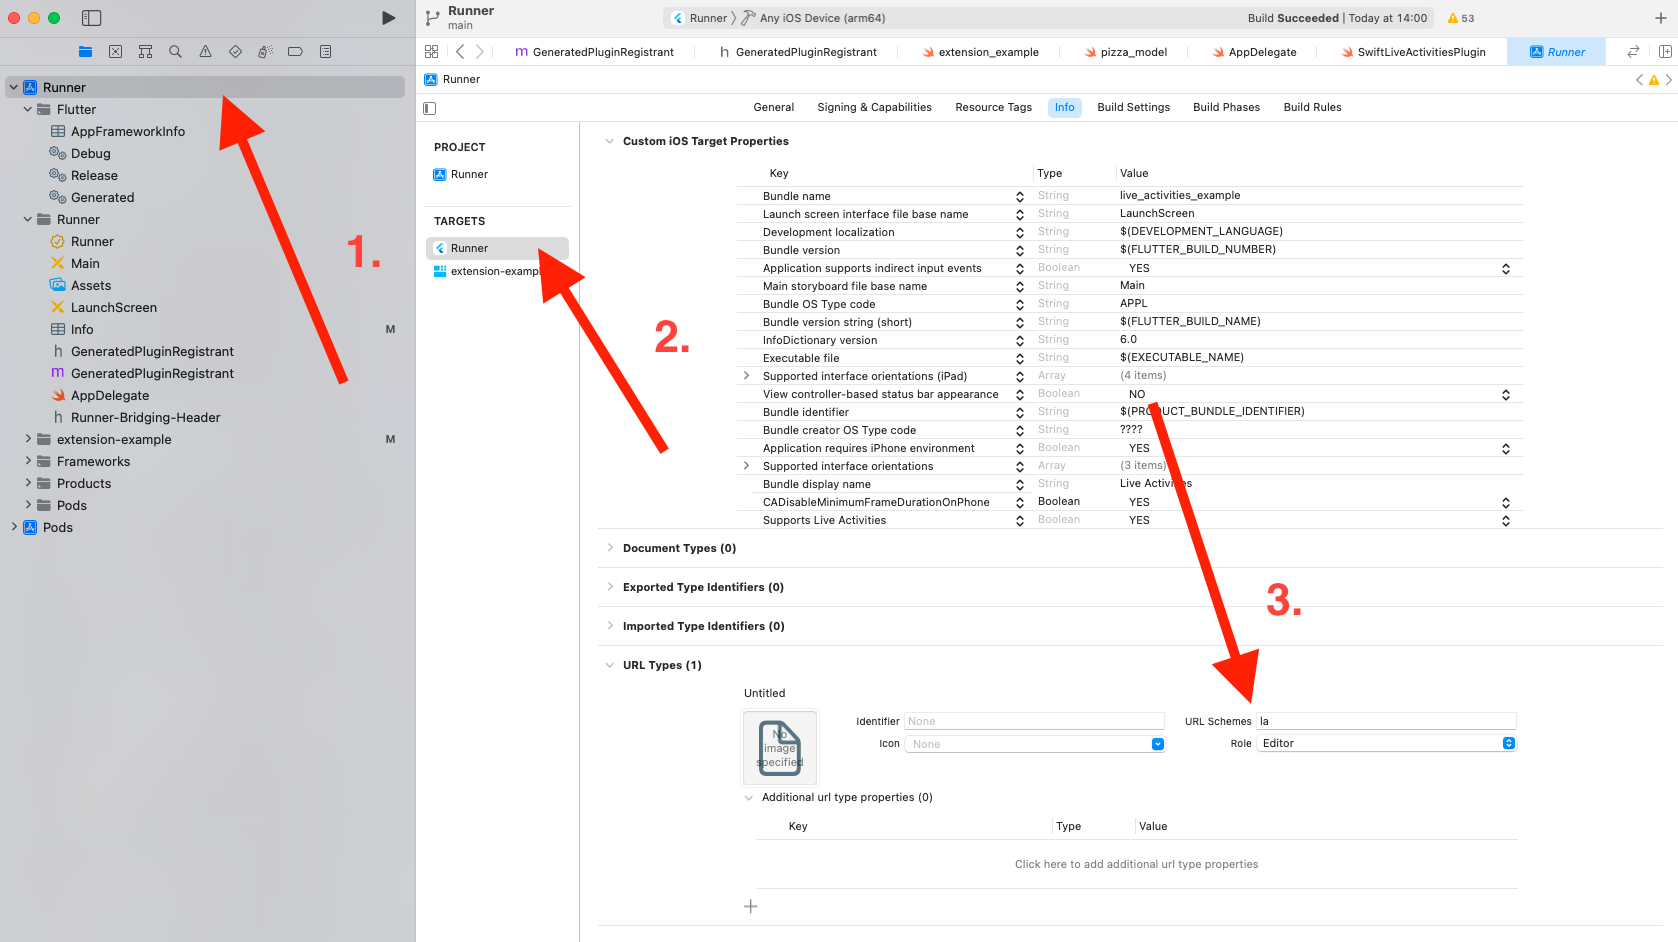 Runner
main
Runner
Any iOS Device (arm64)
Build Succeeded | Today at 14:00
53
m GeneratedPluginRegistrant
h GeneratedPluginRegistrant
extension_example
pizza_model
AppDelegate
SwiftLiveActivitiesPlugin
Runner
Runner
General
Signing & Capabilities
Resource Tags
Info
Build Settings
Build Phases
Build Rules
Runner
Flutter
AppFrameworkInfo
Debug
Release
Generated
Runner
Runner
Main
Assets
LaunchScreen
Info M
h GeneratedPluginRegistrant
m GeneratedPluginRegistrant
AppDelegate
h Runner-Bridging-Header
extension-example M
Frameworks
Products
Pods
Pods
1.
PROJECT
Runner
TARGETS
Runner
extension-exampl
2.
Custom iOS Target Properties
Key Type Value
Bundle name String live_activities_example
Launch screen interface file base name String LaunchScreen
Development localization String $(DEVELOPMENT_LANGUAGE)
Bundle version String $(FLUTTER_BUILD_NUMBER)
Application supports indirect input events Boolean YES
Main storyboard file base name String Main
Bundle OS Type code String APPL
Bundle version string (short) String $(FLUTTER_BUILD_NAME)
InfoDictionary version String 6.0
Executable file String $(EXECUTABLE_NAME)
Supported interface orientations (iPad) Array (4 items)
View controller-based status bar appearance Boolean NO
Bundle identifier String $(PRODUCT_BUNDLE_IDENTIFIER)
Bundle creator OS Type code String ????
Application requires iPhone environment Boolean YES
Supported interface orientations Array (3 items)
Bundle display name String Live Activities
CADisableMinimumFrameDurationOnPhone Boolean YES
Supports Live Activities Boolean YES
Document Types (0)
Exported Type Identifiers (0)
3.
Imported Type Identifiers (0)
URL Types (1)
Untitled
No image specified
Identifier None
URL Schemes la
Icon None
Role Editor
Additional url type properties (0)
Key Type Value
Click here to add additional url type properties